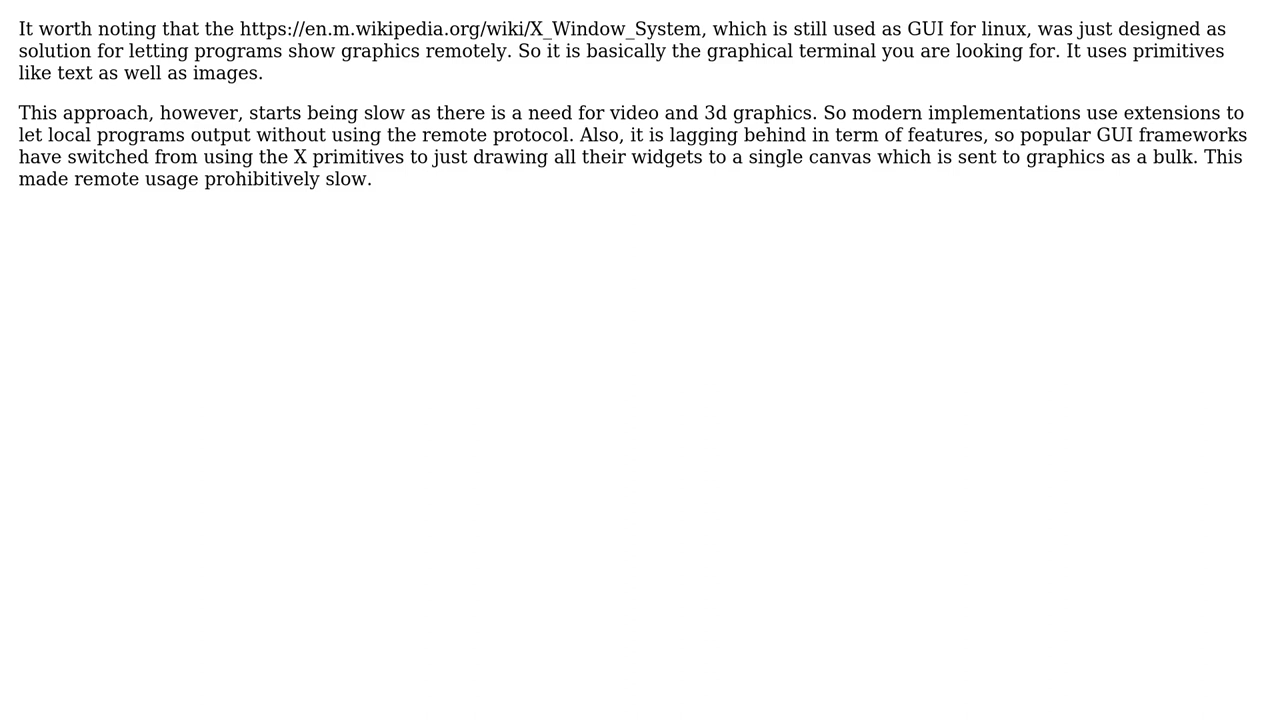 It worth noting that the https://en.m.wikipedia.org/wiki/X_Window_System, which is still used as GUI for linux, was just designed as
solution for letting programs show graphics remotely. So it is basically the graphical terminal you are looking for. It uses primitives
like text as well as images.
This approach, however, starts being slow as there is a need for video and 3d graphics. So modern implementations use extensions to
let local programs output without using the remote protocol. Also, it is lagging behind in term of features, so popular GUI frameworks
have switched from using the X primitives to just drawing all their widgets to a single canvas which is sent to graphics as a bulk. This
made remote usage prohibitively slow.